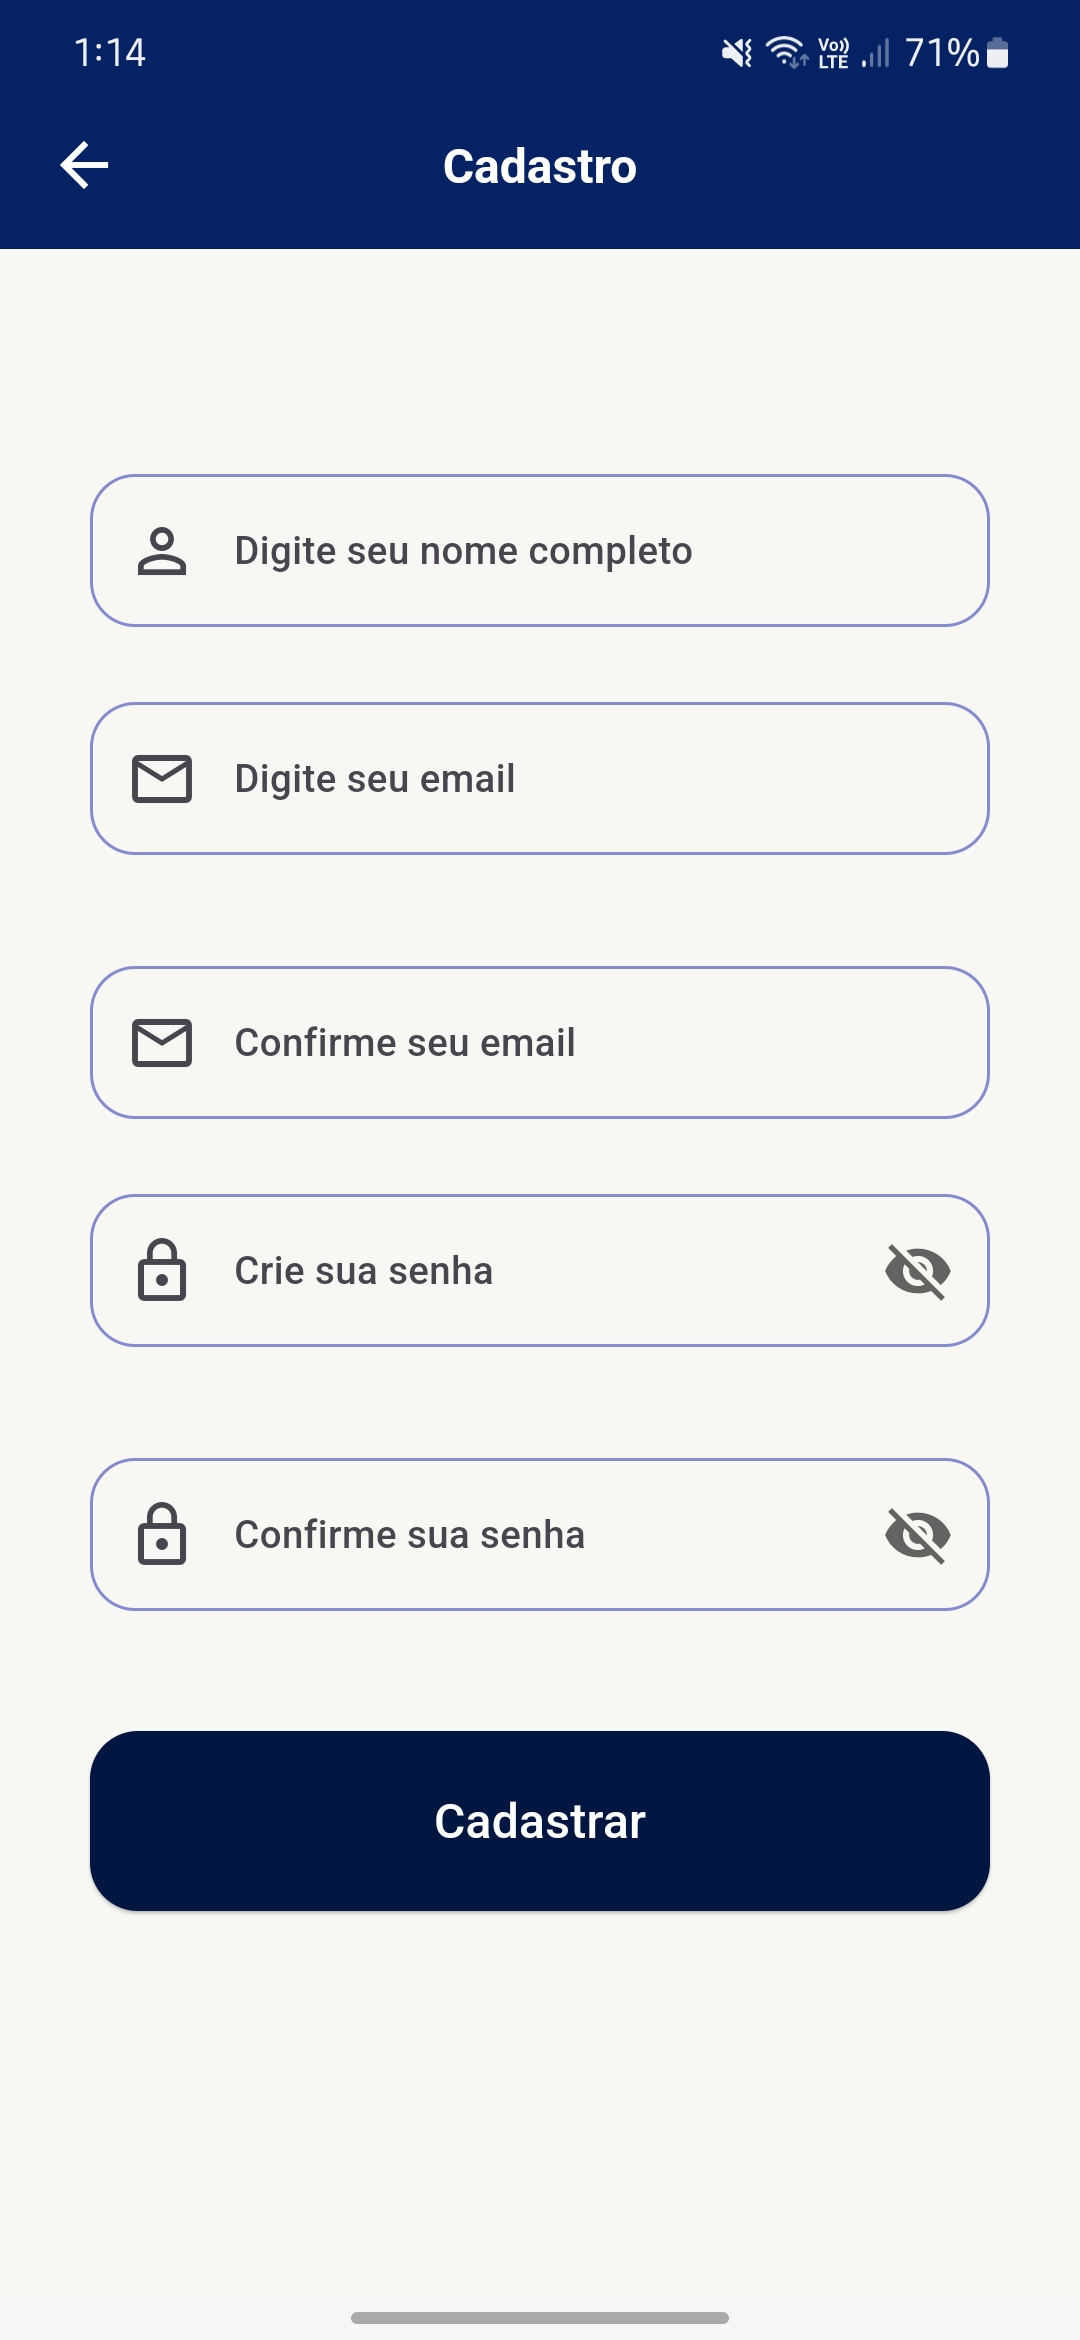 1:14
Vo)) LTE 71%
Cadastro
Digite seu nome completo
Digite seu email
Confirme seu email
Crie sua senha
Confirme sua senha
Cadastrar